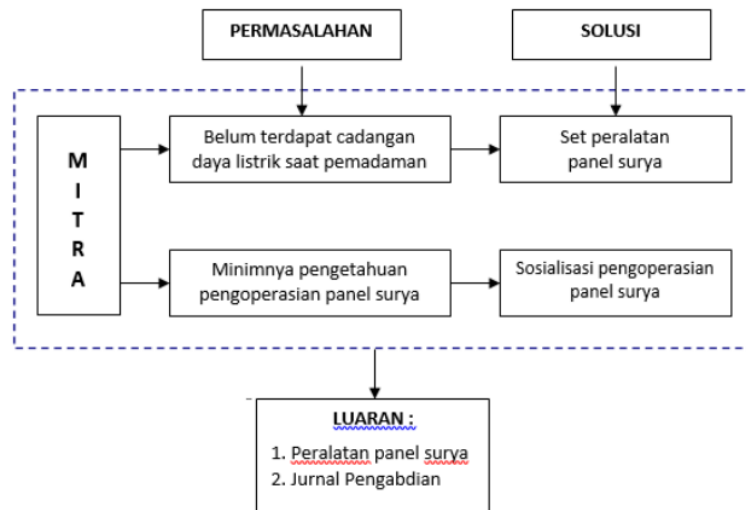 PERMASALAHAN
SOLUSI
MITRA
Belum terdapat cadangan
daya listrik saat pemadaman
Set peralatan
panel surya
Minimnya pengetahuan
pengoperasian panel surya
Sosialisasi pengoperasian
panel surya
LUARAN :
1. Peralatan panel surya
2. Jurnal Pengabdian